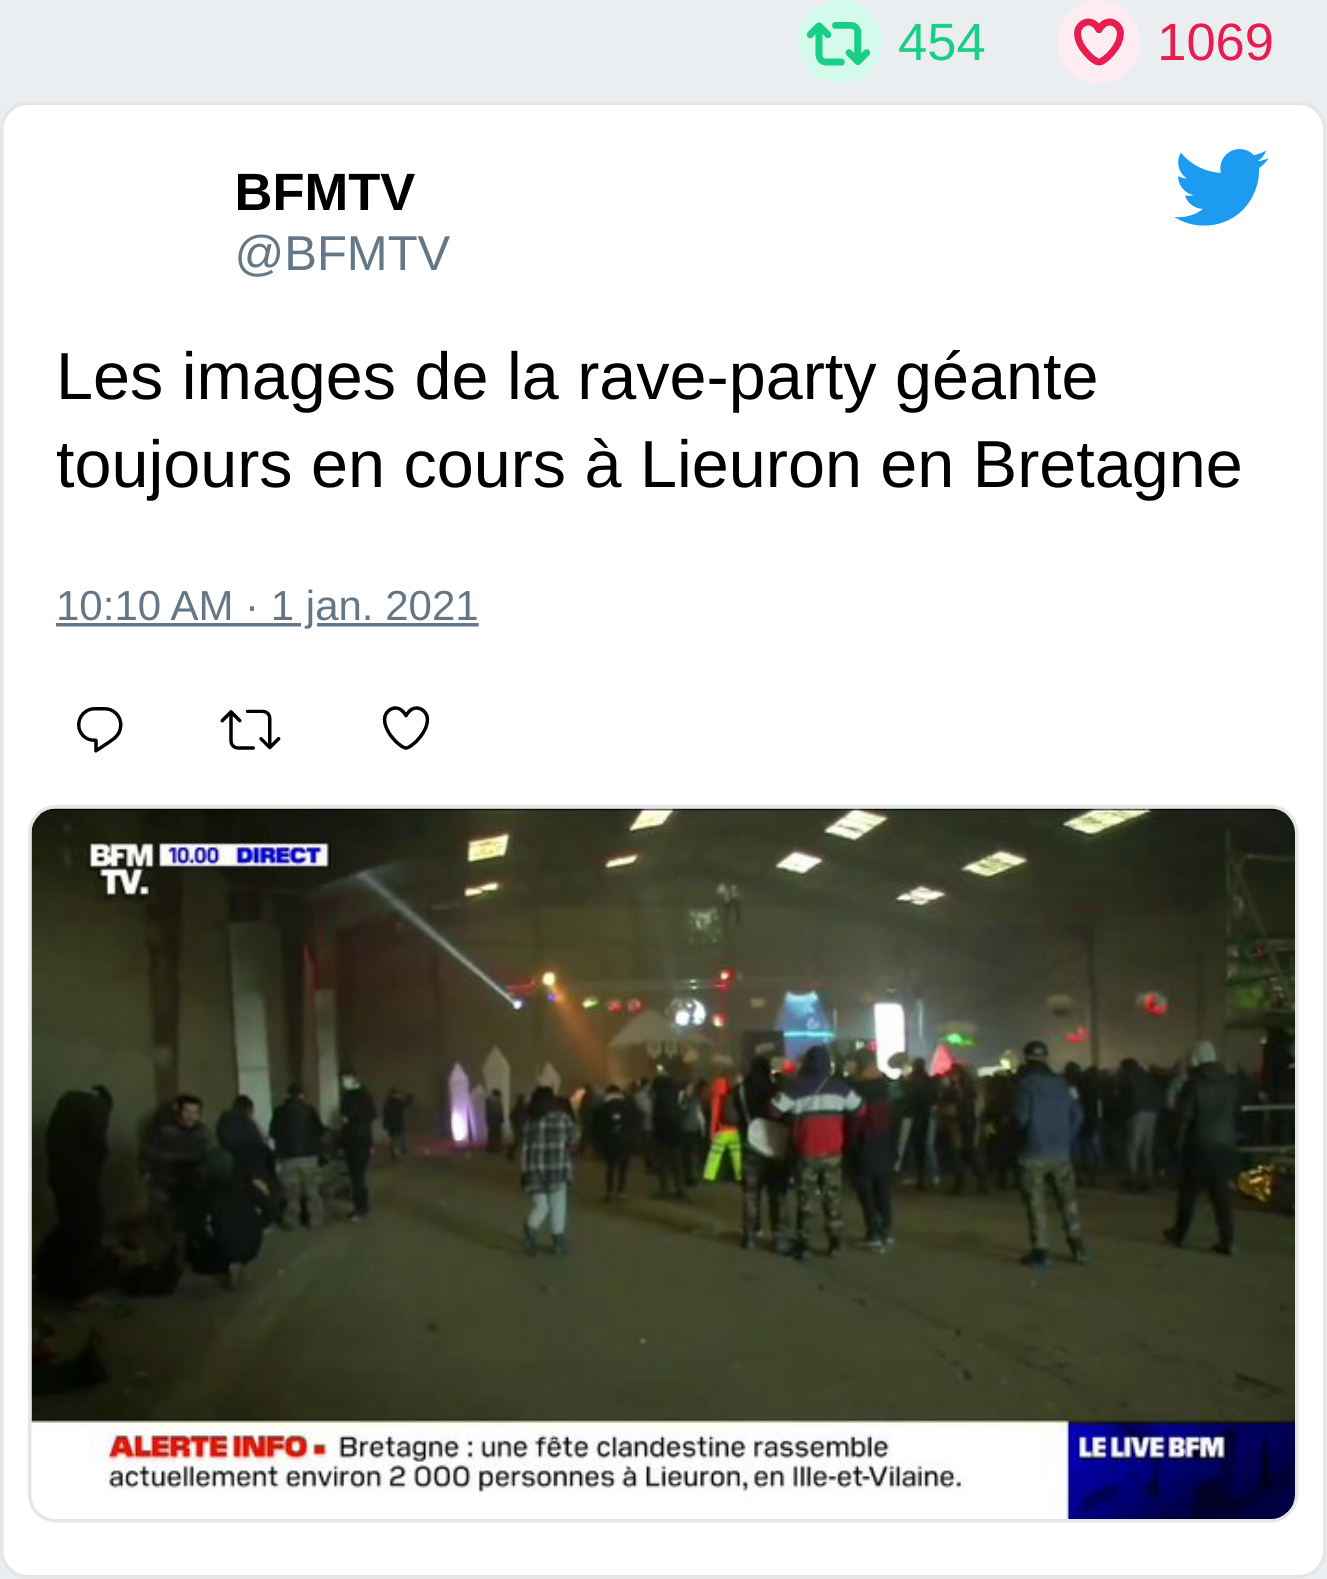 454 1069
BFMTV
@BFMTV
Les images de la rave-party géante
toujours en cours à Lieuron en Bretagne
10:10 AM · 1 jan. 2021
BFM 10.00 DIRECT
TV.
ALERTE INFO ▪ Bretagne : une fête clandestine rassemble
actuellement environ 2 000 personnes à Lieuron, en Ille-et-Vilaine.
LE LIVE BFM